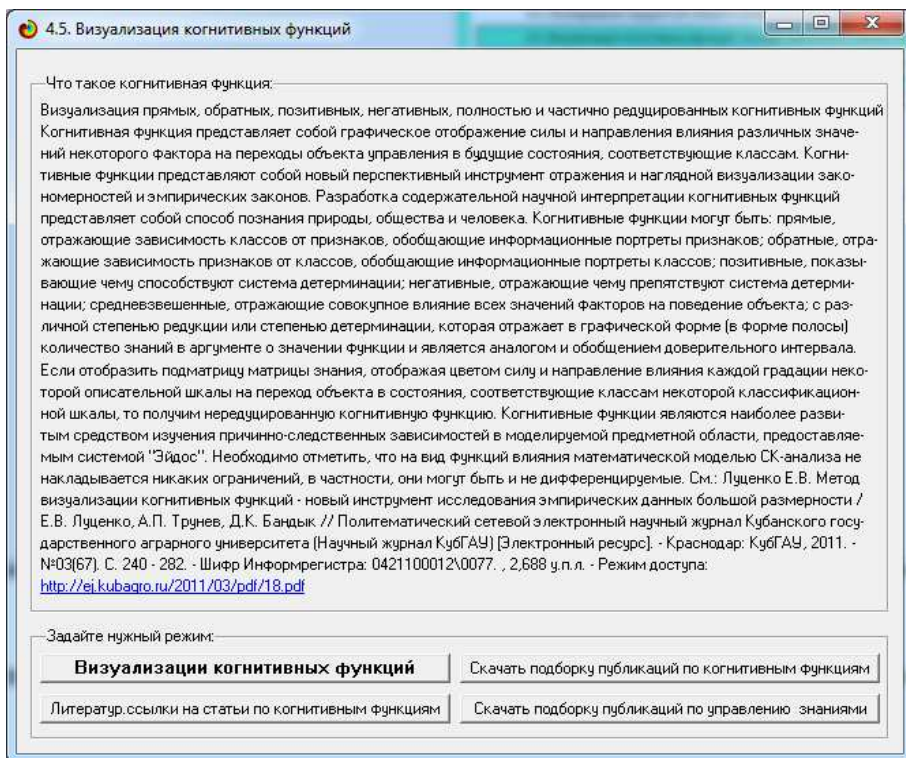 4.5. Визуализация когнитивных функций
Что такое когнитивная функция:
Визуализация прямых, обратных, позитивных, негативных, полностью и частично редуцированных когнитивных функций
Когнитивная функция представляет собой графическое отображение силы и направления влияния различных значе-
ний некоторого фактора на переходы объекта управления в будущие состояния, соответствующие классам. Когни-
тивные функции представляют собой новый перспективный инструмент отражения и наглядной визуализации зако-
номерностей и эмпирических законов. Разработка содержательной научной интерпретации когнитивных функций
представляет собой способ познания природы, общества и человека. Когнитивные функции могут быть: прямые,
отражающие зависимость классов от признаков, обобщающие информационные портреты признаков; обратные, отра-
жающие зависимость признаков от классов, обобщающие информационные портреты классов; позитивные, показы-
вающие чему способствуют система детерминации; негативные, отражающие чему препятствуют система детерми-
нации; средневзвешенные, отражающие совокупное влияние всех значений факторов на поведение объекта; с раз-
личной степенью редукции или степенью детерминации, которая отражает в графической форме (в форме полосы)
количество знаний в аргументе о значении функции и является аналогом и обобщением доверительного интервала.
Если отобразить подматрицу матрицы знания, отображая цветом силу и направление влияния каждой градации неко-
торой описательной шкалы на переход объекта в состояния, соответствующие классам некоторой классификацион-
ной шкалы, то получим нередуцированную когнитивную функцию. Когнитивные функции являются наиболее разви-
тым средством изучения причинно-следственных зависимостей в моделируемой предметной области, предоставляе-
мым системой "Эйдос". Необходимо отметить, что на вид функций влияния математической моделью СК-анализа не
накладывается никаких ограничений, в частности, они могут быть и не дифференцируемые. См.: Луценко Е.В. Метод
визуализации когнитивных функций - новый инструмент исследования эмпирических данных большой размерности /
Е.В. Луценко, А.П. Трунев, Д.К. Бандык // Политематический сетевой электронный научный журнал Кубанского госу-
дарственного аграрного университета (Научный журнал КубГАУ) [Электронный ресурс]. - Краснодар: КубГАУ, 2011. -
№03(67). С. 240 - 282. - Шифр Информрегистра: 0421100012\0077. , 2,688 у.п.л. - Режим доступа:
http://ej.kubagro.ru/2011/03/pdf/18.pdf
Задайте нужный режим:
Визуализации когнитивных функций
Скачать подборку публикаций по когнитивным функциям
Литератур.ссылки на статьи по когнитивным функциям
Скачать подборку публикаций по управлению знаниями